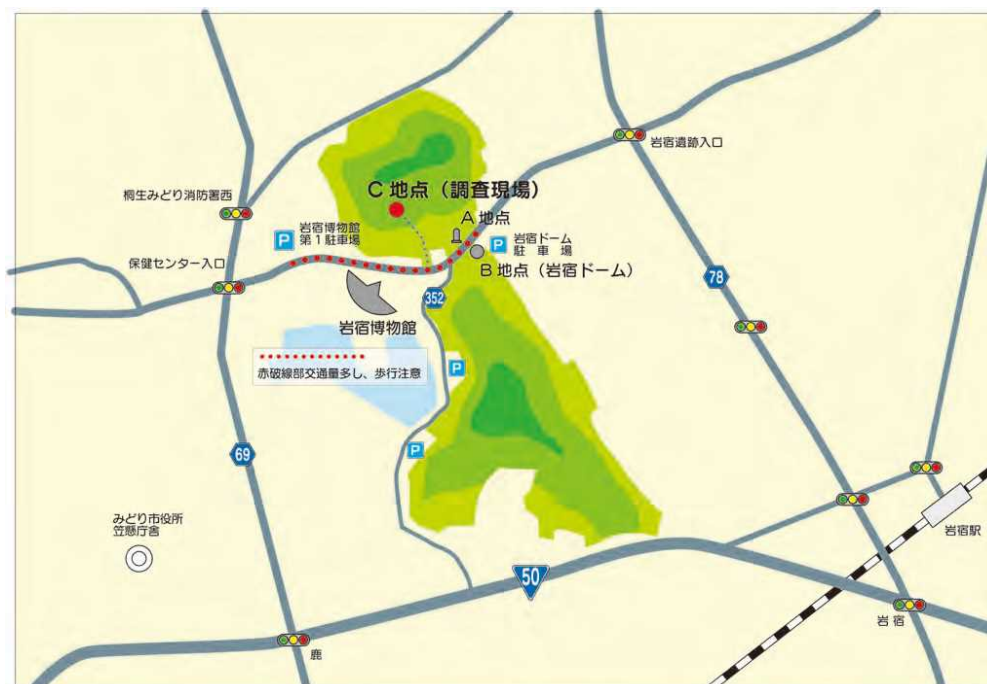 岩宿遺跡入口
C 地点（調査現場）
桐生みどり消防署西
A 地点
岩宿博物館
第1駐車場
P
P
岩宿ドーム
駐 車 場
保健センター入口
B 地点（岩宿ドーム）
78
352
岩宿博物館
P
赤破線部交通量多し、歩行注意
P
69
みどり市役所
笠懸庁舎
岩宿駅
50
岩 宿
鹿